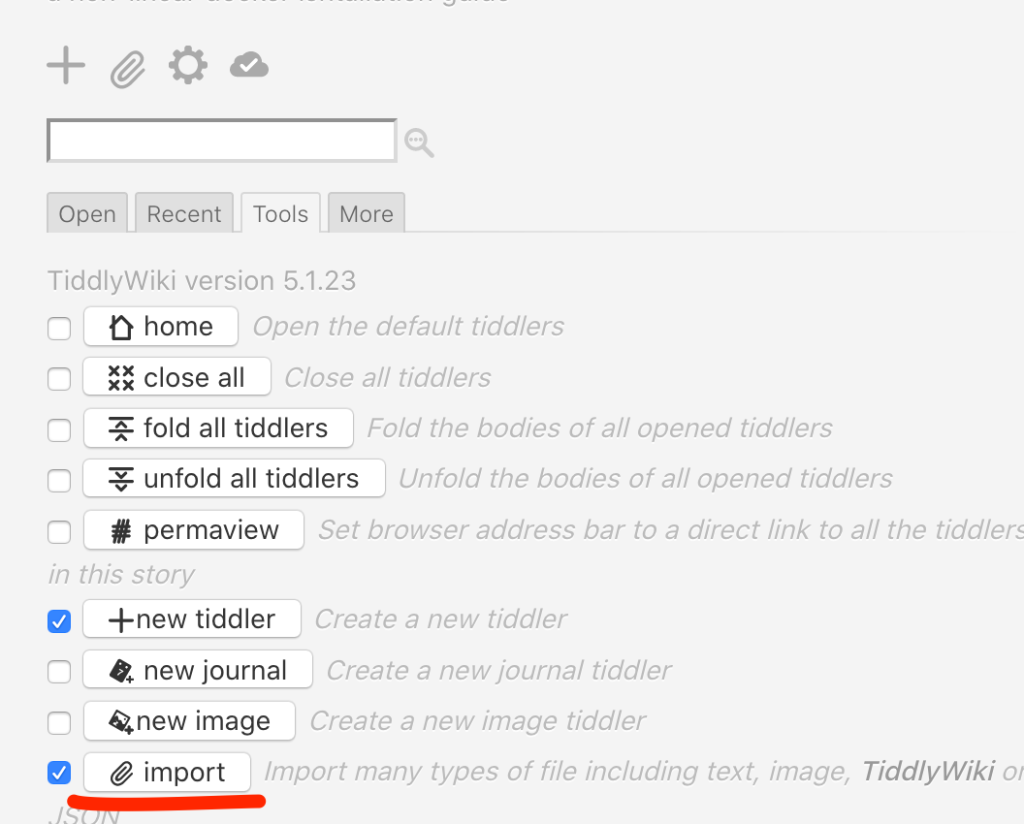 Open Recent Tools More
TiddlyWiki version 5.1.23
home Open the default tiddlers
close all Close all tiddlers
fold all tiddlers Fold the bodies of all opened tiddlers
unfold all tiddlers Unfold the bodies of all opened tiddlers
# permaview Set browser address bar to a direct link to all the tiddlers
in this story
new tiddler Create a new tiddler
new journal Create a new journal tiddler
new image Create a new image tiddler
import Import many types of file including text, image, TiddlyWiki or
JSON